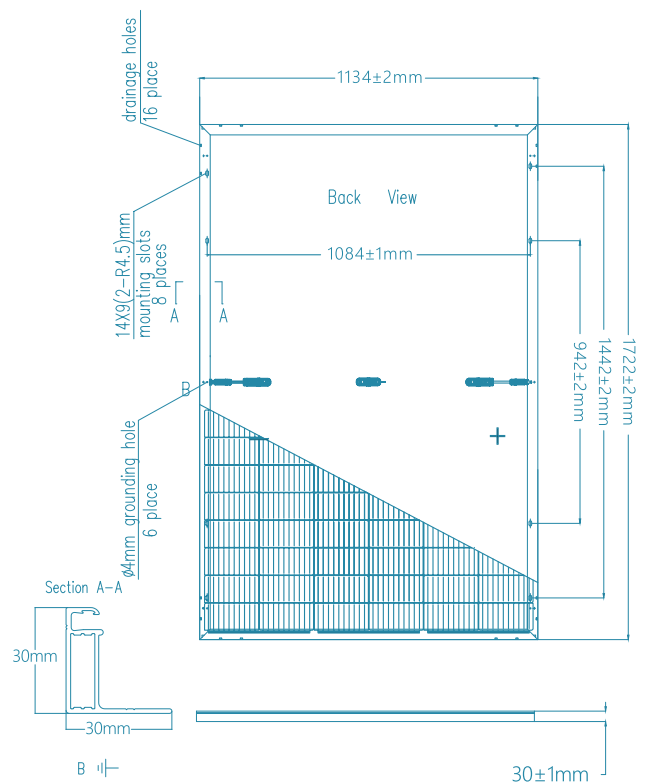 drainage holes
16 place
1134±2mm
Back View
14X9(2-R4.5)mm
mounting slots
8 places
1084±1mm
A
A
B
942±2mm
1442±2mm
1722±2mm
ø4mm grounding hole
6 place
Section A-A
30mm
30mm
B
30±1mm